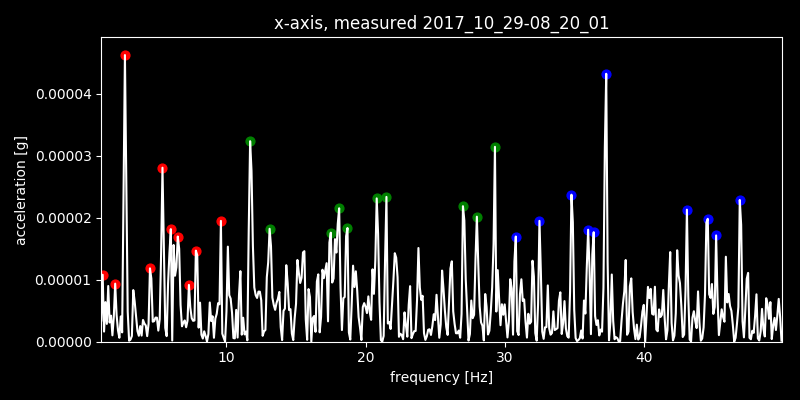 x-axis, measured 2017_10_29-08_20_01
acceleration [g]
0.00004
0.00003
0.00002
0.00001
0.00000
10 20 30 40
frequency [Hz]